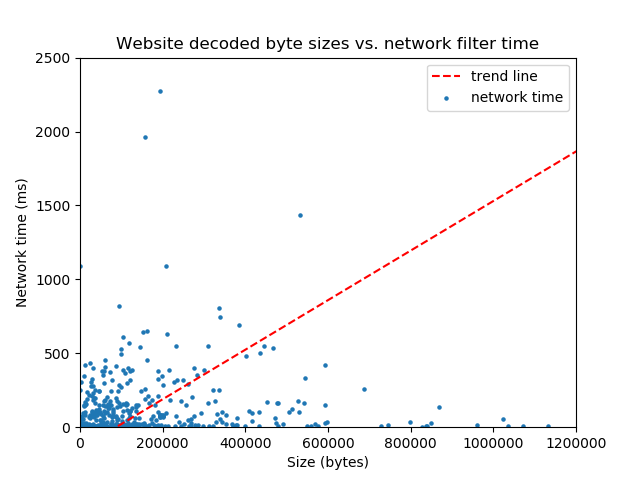 Website decoded byte sizes vs. network filter time
2500
2000
1500
1000
500
0
Network time (ms)
trend line
network time
0 200000 400000 600000 800000 1000000 1200000
Size (bytes)